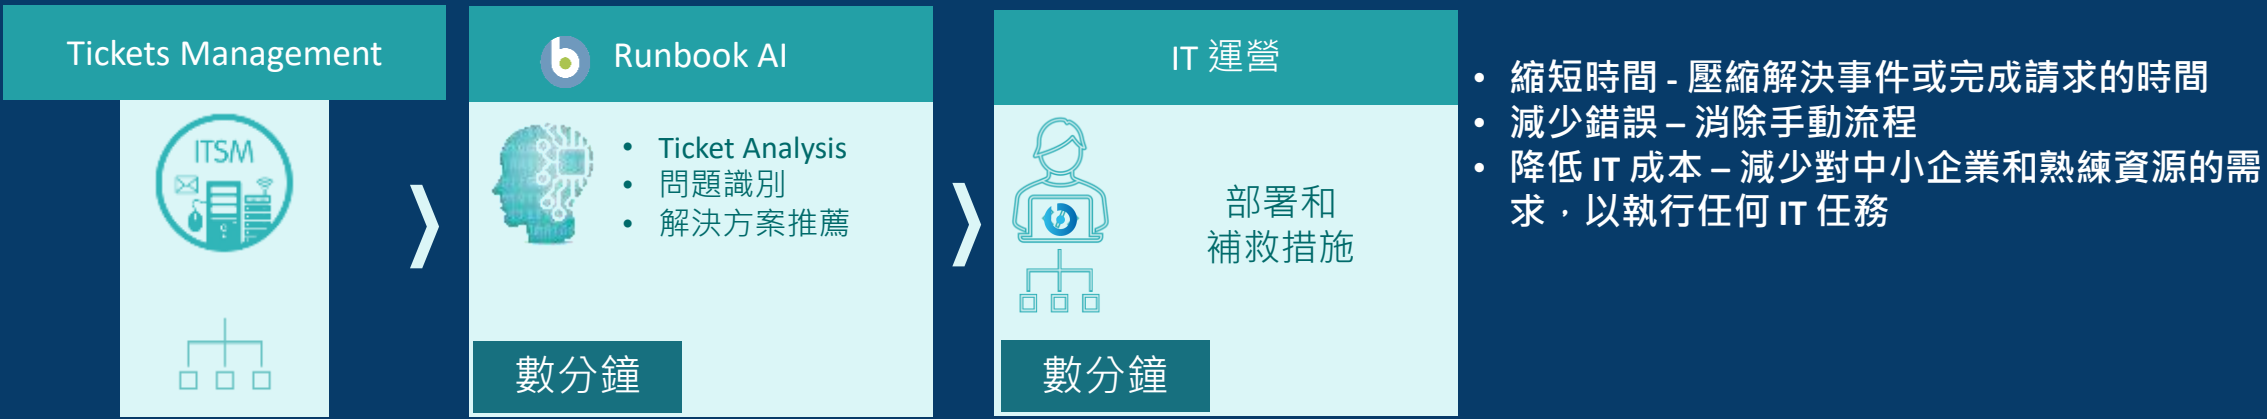 Tickets Management
ITSM
Runbook AI
• Ticket Analysis
• 問題識別
• 解決方案推薦
數分鐘
IT 運營
部署和
補救措施
數分鐘
• 縮短時間 - 壓縮解決事件或完成請求的時間
• 減少錯誤 – 消除手動流程
• 降低 IT 成本 – 減少對中小企業和熟練資源的需
求，以執行任何 IT 任務